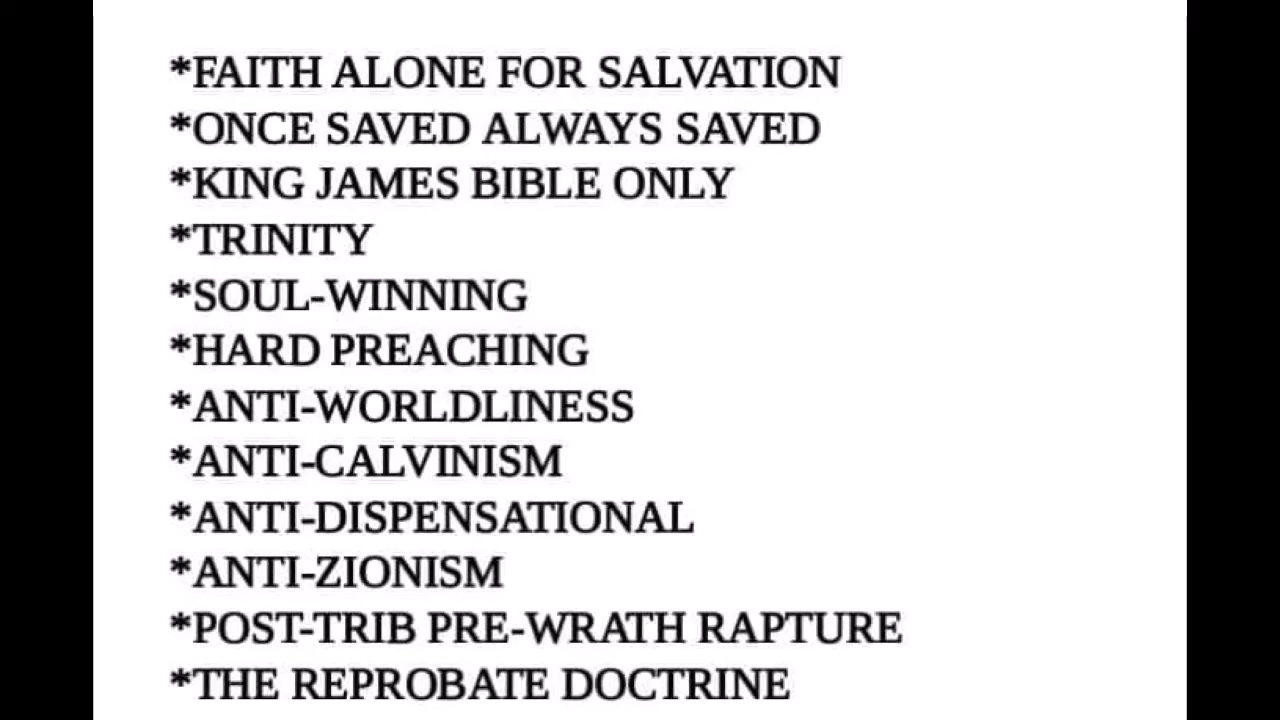 *FAITH ALONE FOR SALVATION
*ONCE SAVED ALWAYS SAVED
*KING JAMES BIBLE ONLY
*TRINITY
*SOUL-WINNING
*HARD PREACHING
*ANTI-WORLDLINESS
*ANTI-CALVINISM
*ANTI-DISPENSATIONAL
*ANTI-ZIONISM
*POST-TRIB PRE-WRATH RAPTURE
*THE REPROBATE DOCTRINE